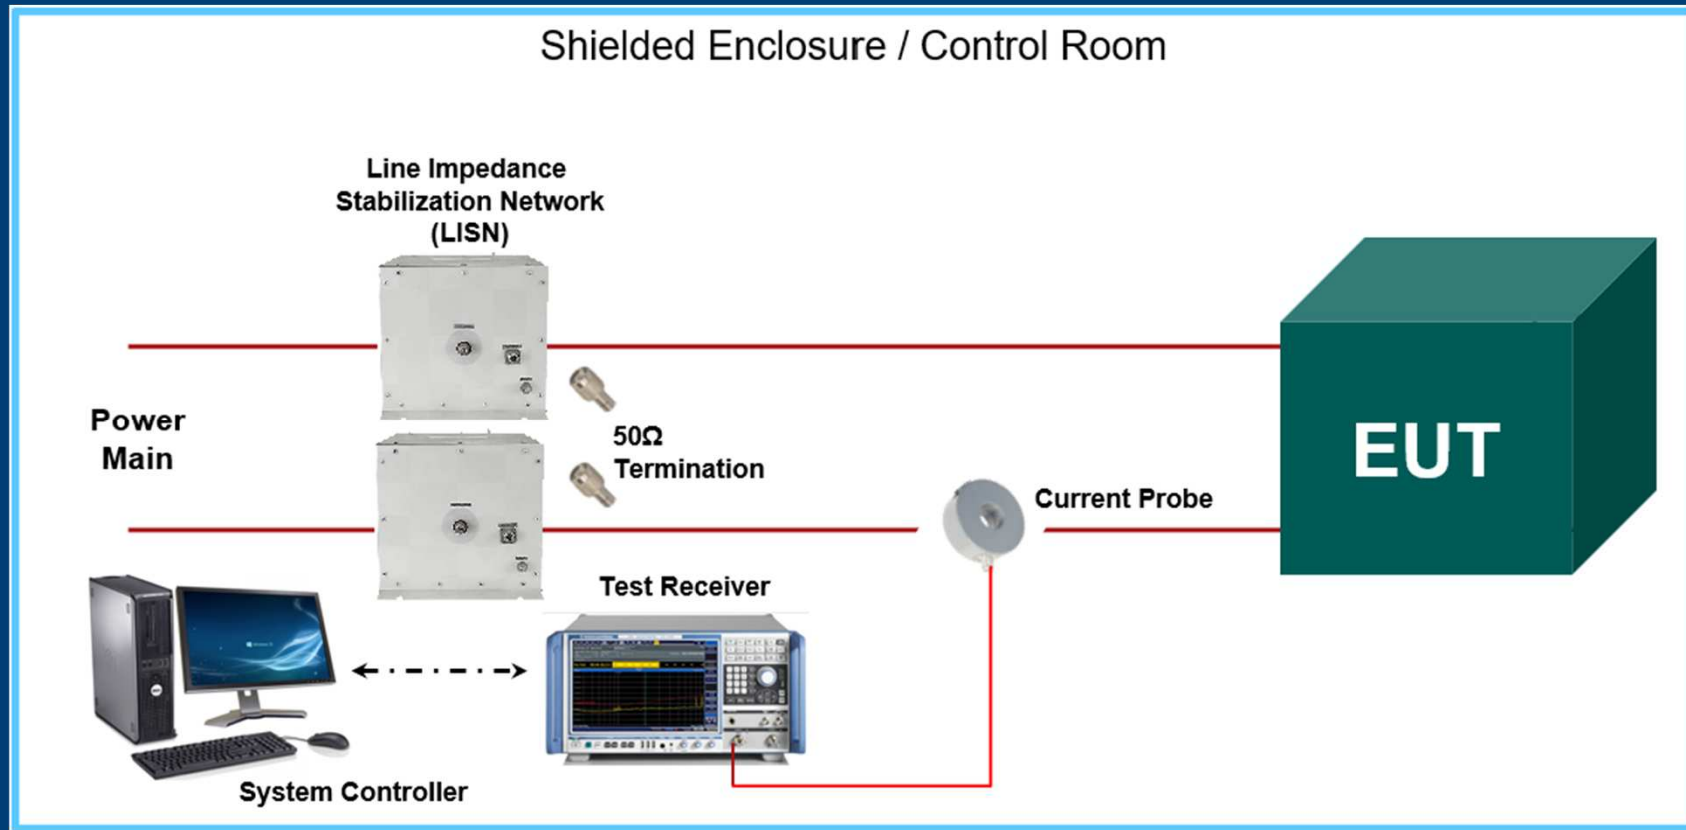 Shielded Enclosure / Control Room
Line Impedance
Stabilization Network
(LISN)
Power
Main
50Ω
Termination
Current Probe
EUT
Test Receiver
System Controller